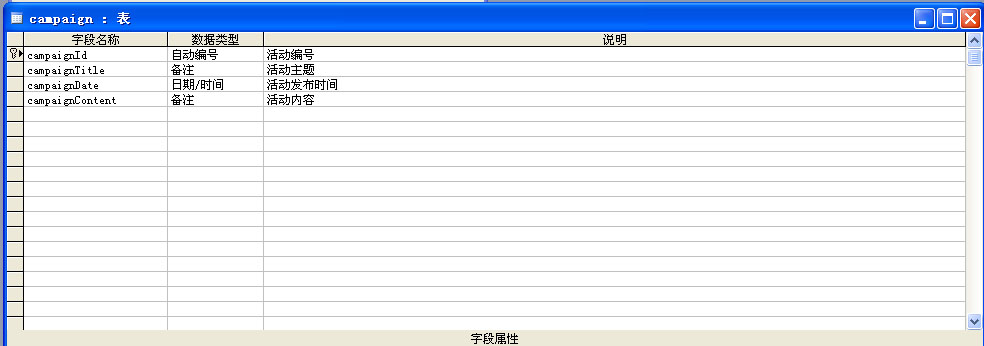 campaign : 表
字段名称 数据类型 说明
campaignId 自动编号 活动编号
campaignTitle 备注 活动主题
campaignDate 日期/时间 活动发布时间
campaignContent 备注 活动内容
字段属性